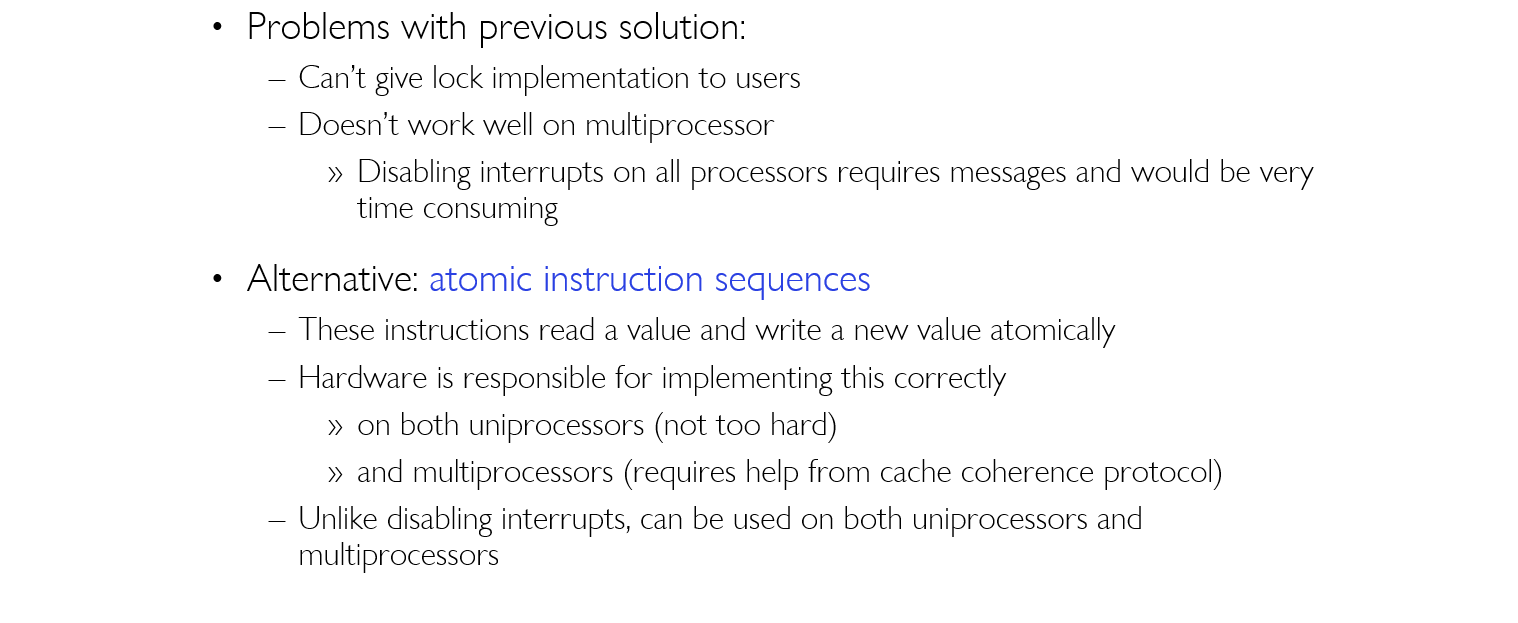 • Problems with previous solution:
– Can’t give lock implementation to users
– Doesn’t work well on multiprocessor
» Disabling interrupts on all processors requires messages and would be very
time consuming
• Alternative: atomic instruction sequences
– These instructions read a value and write a new value atomically
– Hardware is responsible for implementing this correctly
» on both uniprocessors (not too hard)
» and multiprocessors (requires help from cache coherence protocol)
– Unlike disabling interrupts, can be used on both uniprocessors and
multiprocessors